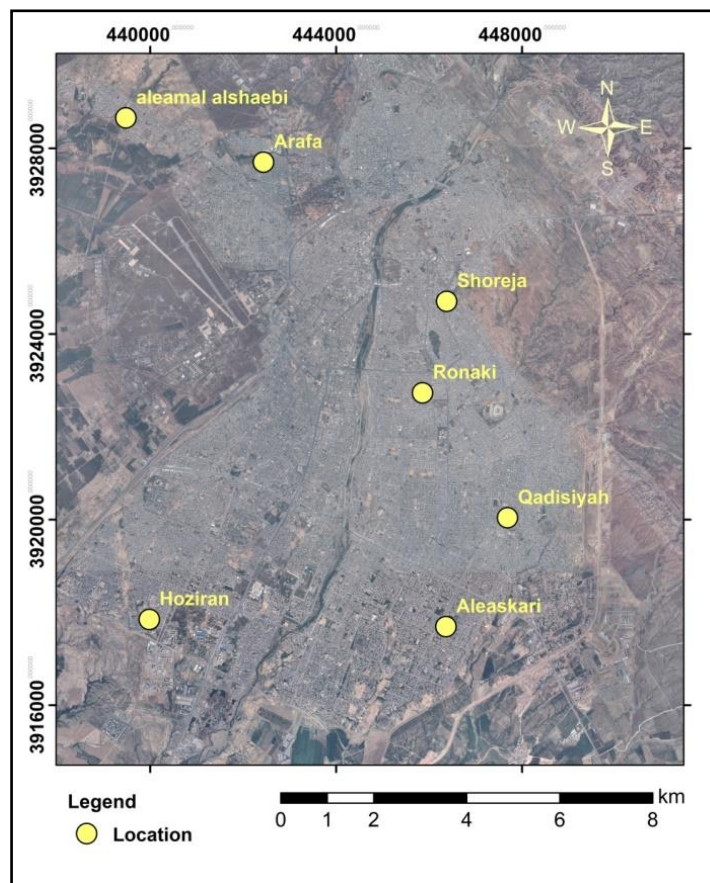 440000 444000 448000
N
W E
S
aleamal alshaebi
Arafa
3928000
Shoreja
3924000
Ronaki
Qadisiyah
3920000
Hoziran
Aleaskari
3916000
Legend
Location
km
0 1 2 4 6 8